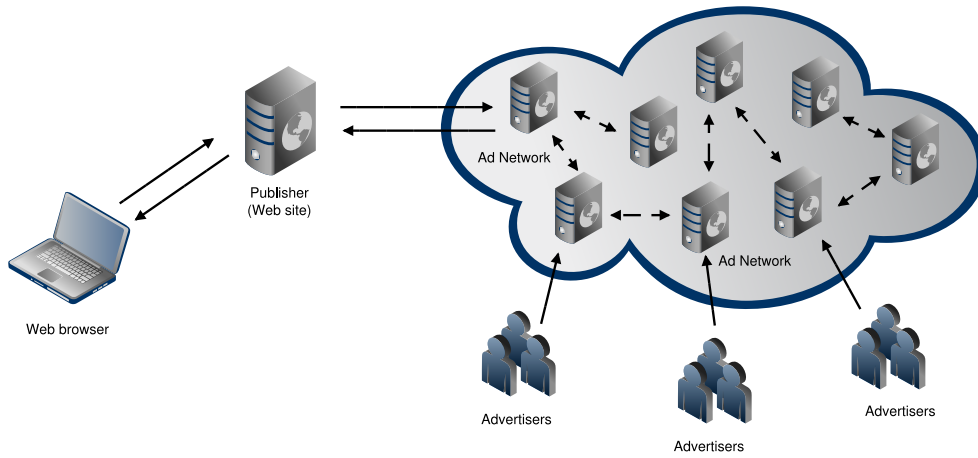 Ad Network
Publisher
(Web site)
Ad Network
Web browser
Advertisers
Advertisers
Advertisers